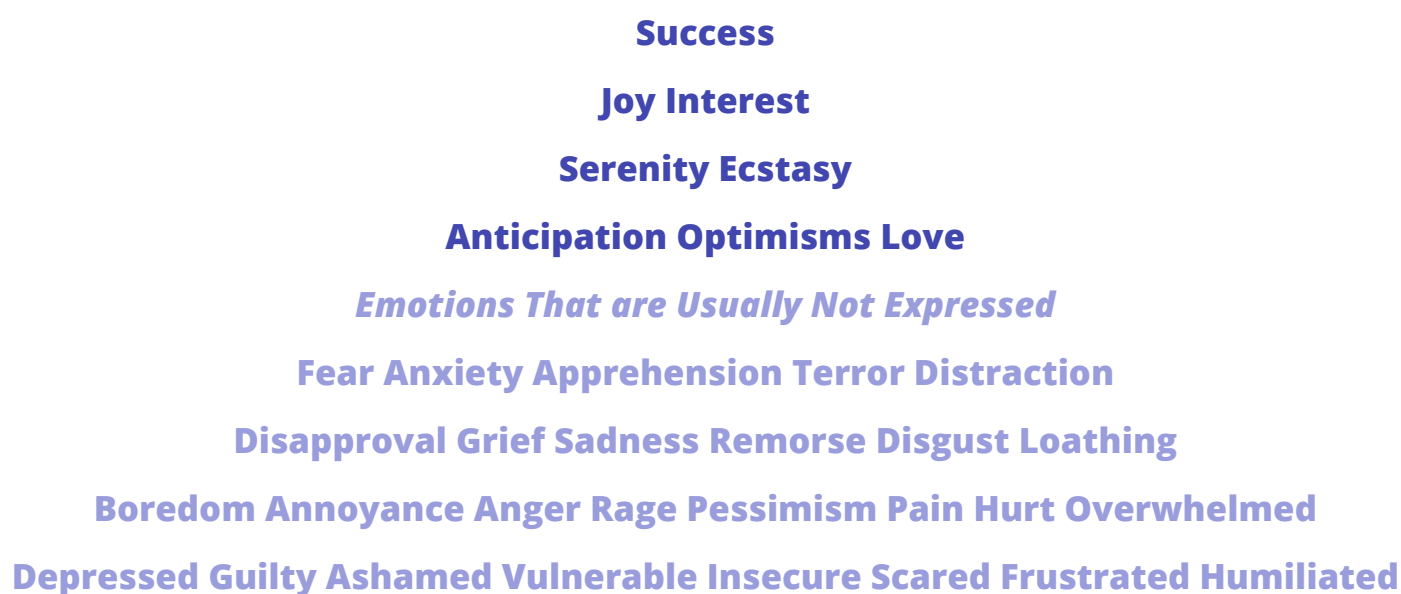 Success
Joy Interest
Serenity Ecstasy
Anticipation Optimisms Love
Emotions That are Usually Not Expressed
Fear Anxiety Apprehension Terror Distraction
Disapproval Grief Sadness Remorse Disgust Loathing
Boredom Annoyance Anger Rage Pessimism Pain Hurt Overwhelmed
Depressed Guilty Ashamed Vulnerable Insecure Scared Frustrated Humiliated